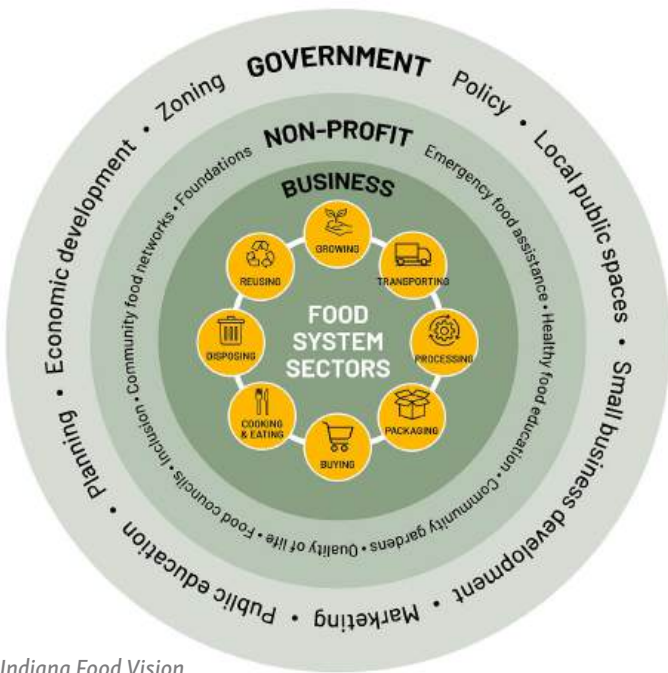 GOVERNMENT
Policy • Local public spaces • Small business development • Marketing • Public education • Planning • Economic development • Zoning
NON-PROFIT
Emergency food assistance • Healthy food education • Community gardens • Quality of life • Food councils • Inclusion • Community food networks • Foundations
BUSINESS
GROWING
TRANSPORTING
PROCESSING
PACKAGING
BUYING
COOKING
& EATING
DISPOSING
REUSING
FOOD
SYSTEM
SECTORS
Indiana Food Vision